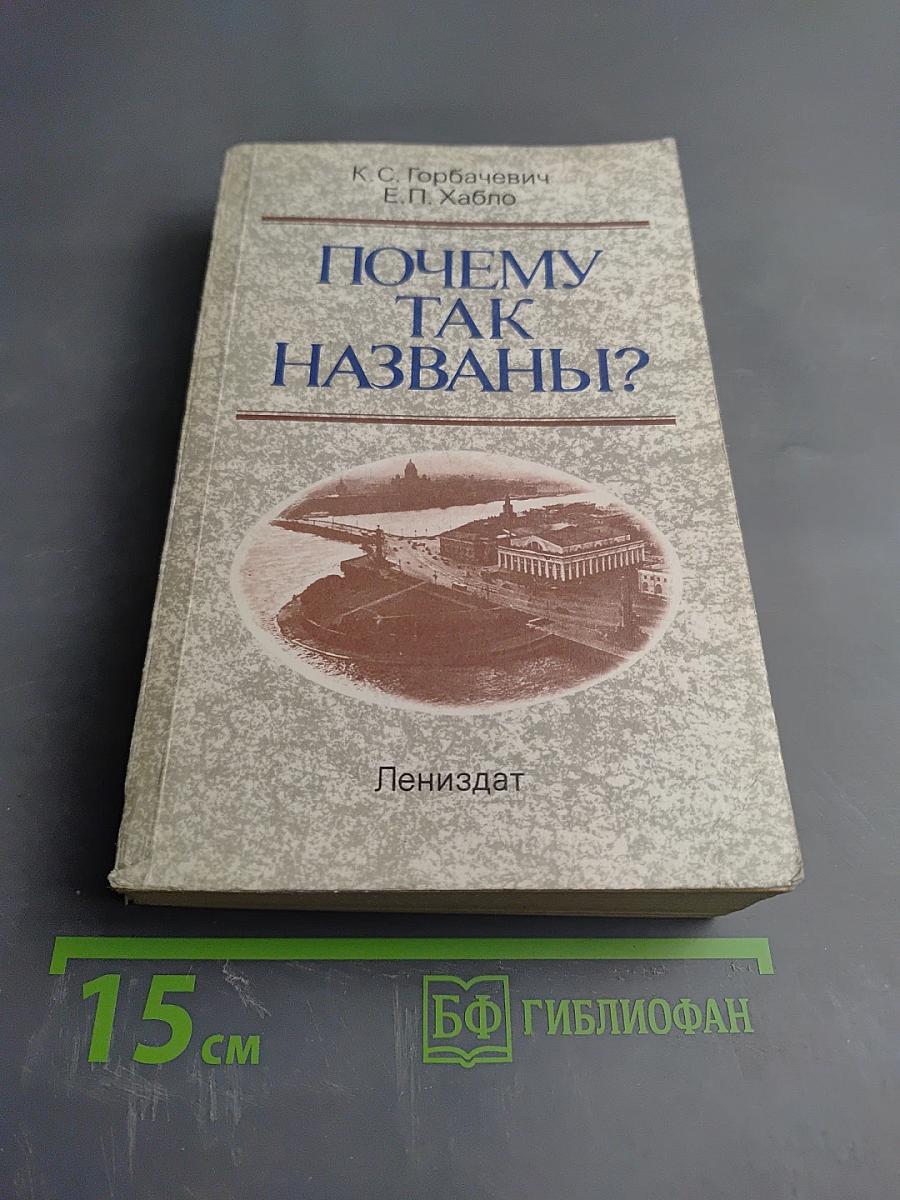 К.С. Горбачевич
Е.П. Хабло
ПОЧЕМУ
ТАК
НАЗВАНЫ?
Лениздат
15 см
БФ ГИБЛИОФАН